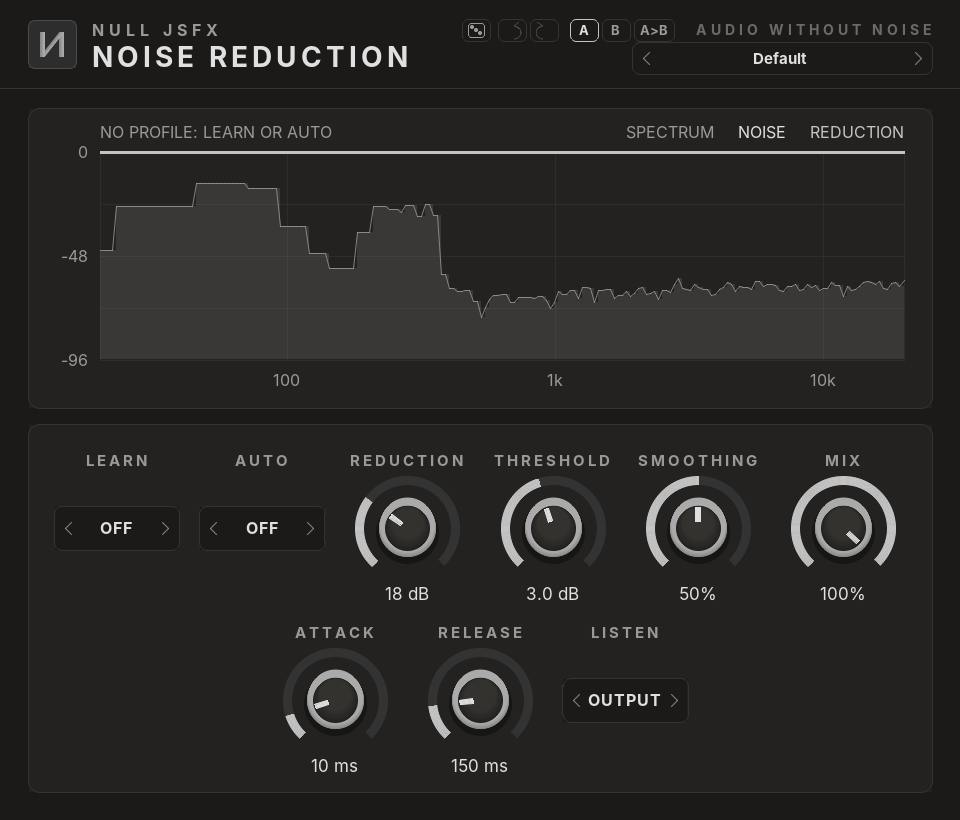 NULL JSFX
NOISE REDUCTION
A B A>B AUDIO WITHOUT NOISE
Default
NO PROFILE: LEARN OR AUTO SPECTRUM NOISE REDUCTION
0
-48
-96
100 1k 10k
LEARN AUTO REDUCTION THRESHOLD SMOOTHING MIX
OFF OFF
18 dB 3.0 dB 50% 100%
ATTACK RELEASE LISTEN
OUTPUT
10 ms 150 ms